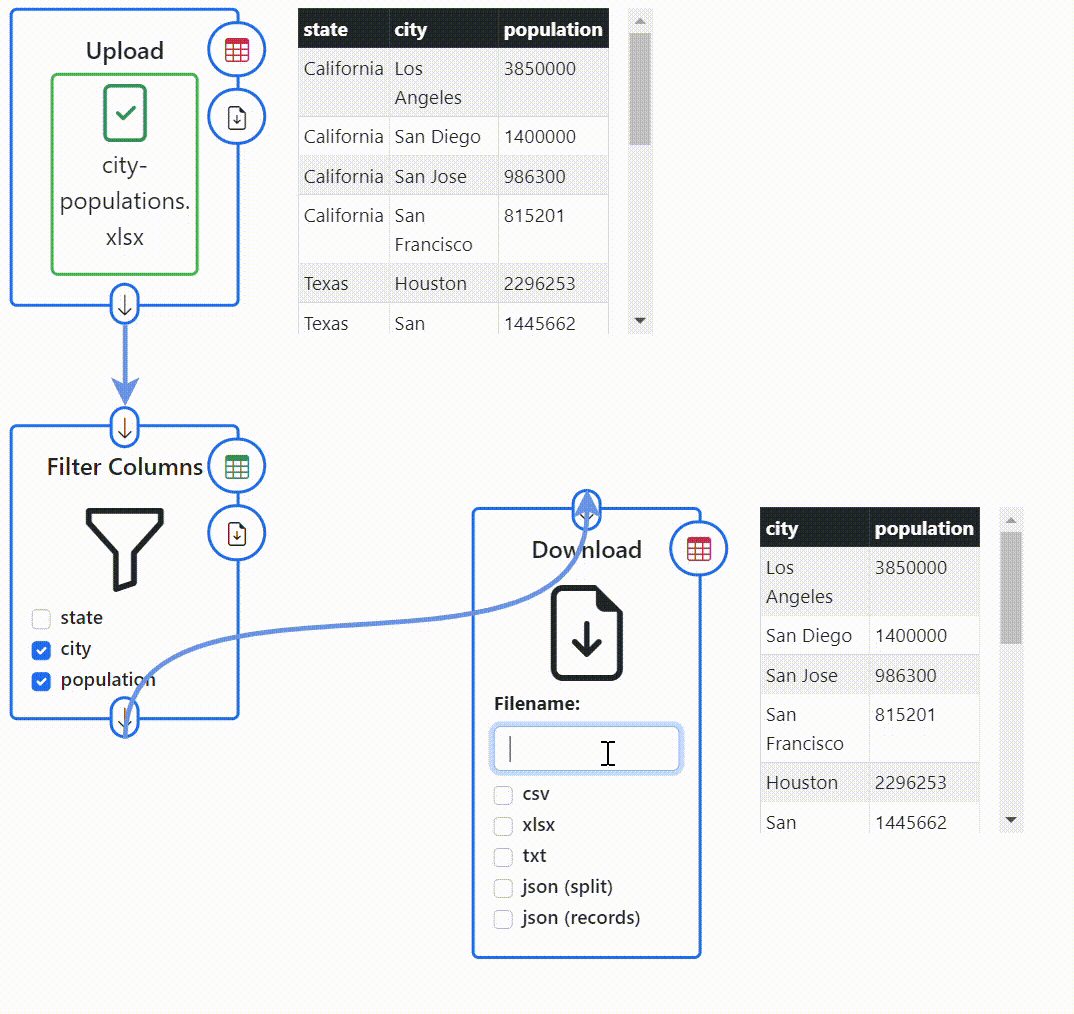 Upload
city-
populations.
xlsx
state city population
California Los Angeles 3850000
California San Diego 1400000
California San Jose 986300
California San Francisco 815201
Texas Houston 2296253
Texas San 1445662
Filter Columns
state
city
population
Download
Filename:
csv
xlsx
txt
json (split)
json (records)
city population
Los Angeles 3850000
San Diego 1400000
San Jose 986300
San Francisco 815201
Houston 2296253
San 1445662